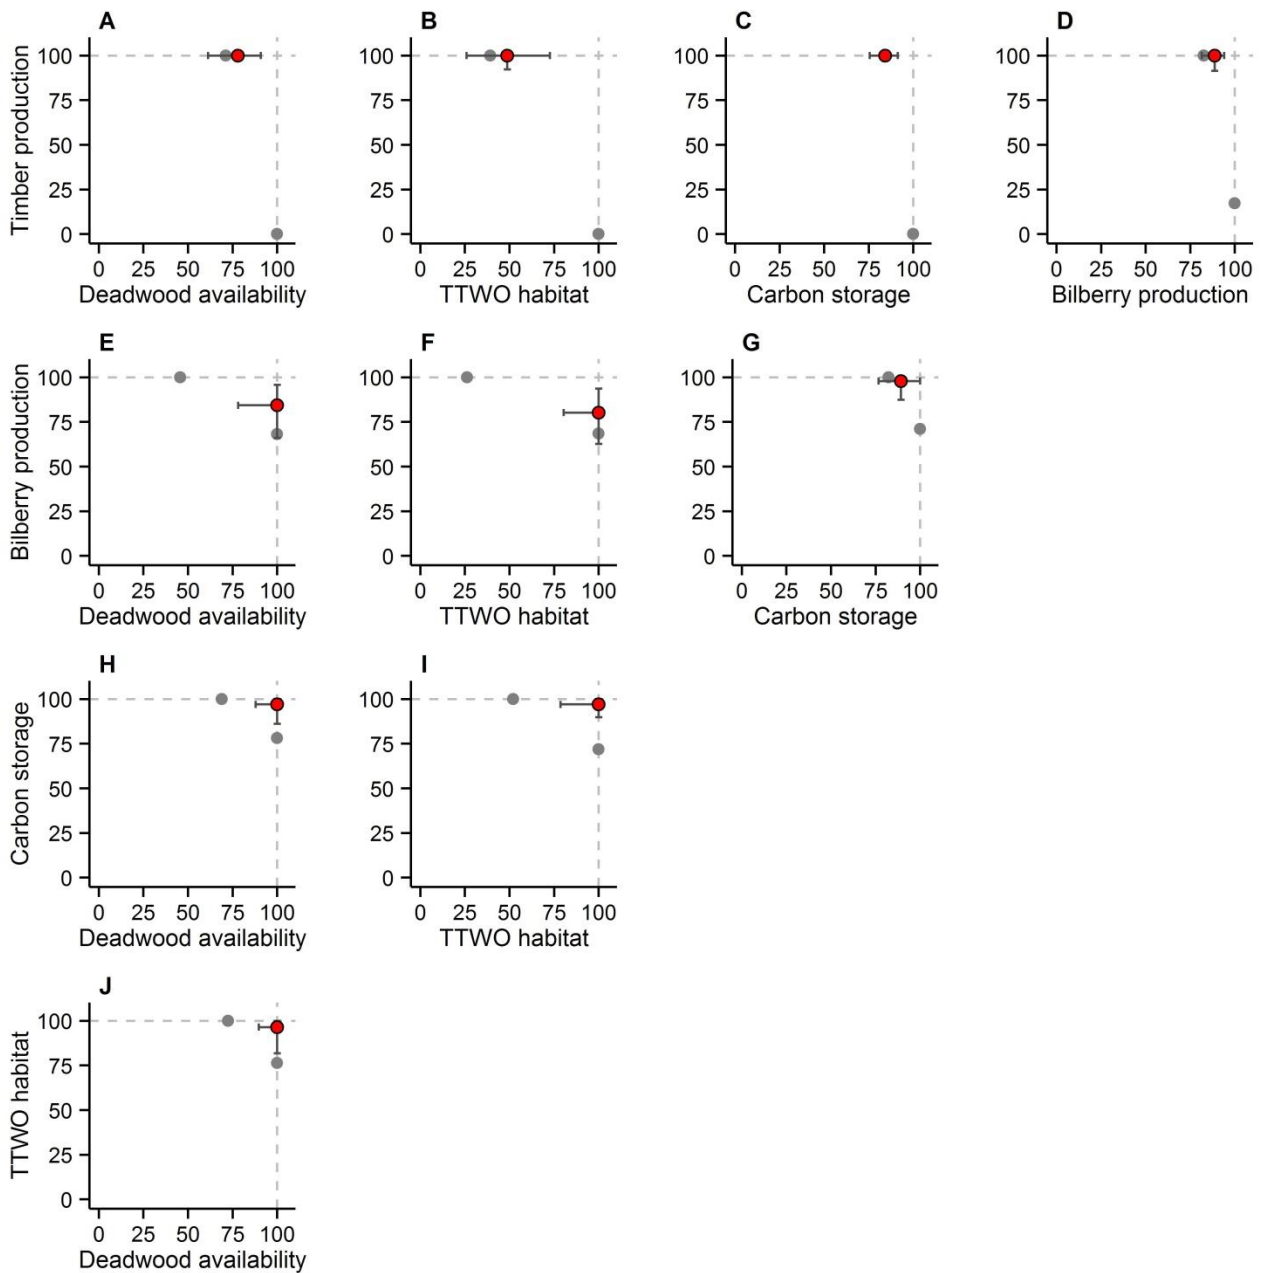 A B C D
Timber production
100 100 100 100
75 75 75 75
50 50 50 50
25 25 25 25
0 0 0 0
0 25 50 75 100 0 25 50 75 100 0 25 50 75 100 0 25 50 75 100
Deadwood availability TTWO habitat Carbon storage Bilberry production
E F G
Bilberry production
100 100 100
75 75 75
50 50 50
25 25 25
0 0 0
0 25 50 75 100 0 25 50 75 100 0 25 50 75 100
Deadwood availability TTWO habitat Carbon storage
H I
Carbon storage
100 100
75 75
50 50
25 25
0 0
0 25 50 75 100 0 25 50 75 100
Deadwood availability TTWO habitat
J
TTWO habitat
100
75
50
25
0
0 25 50 75 100
Deadwood availability